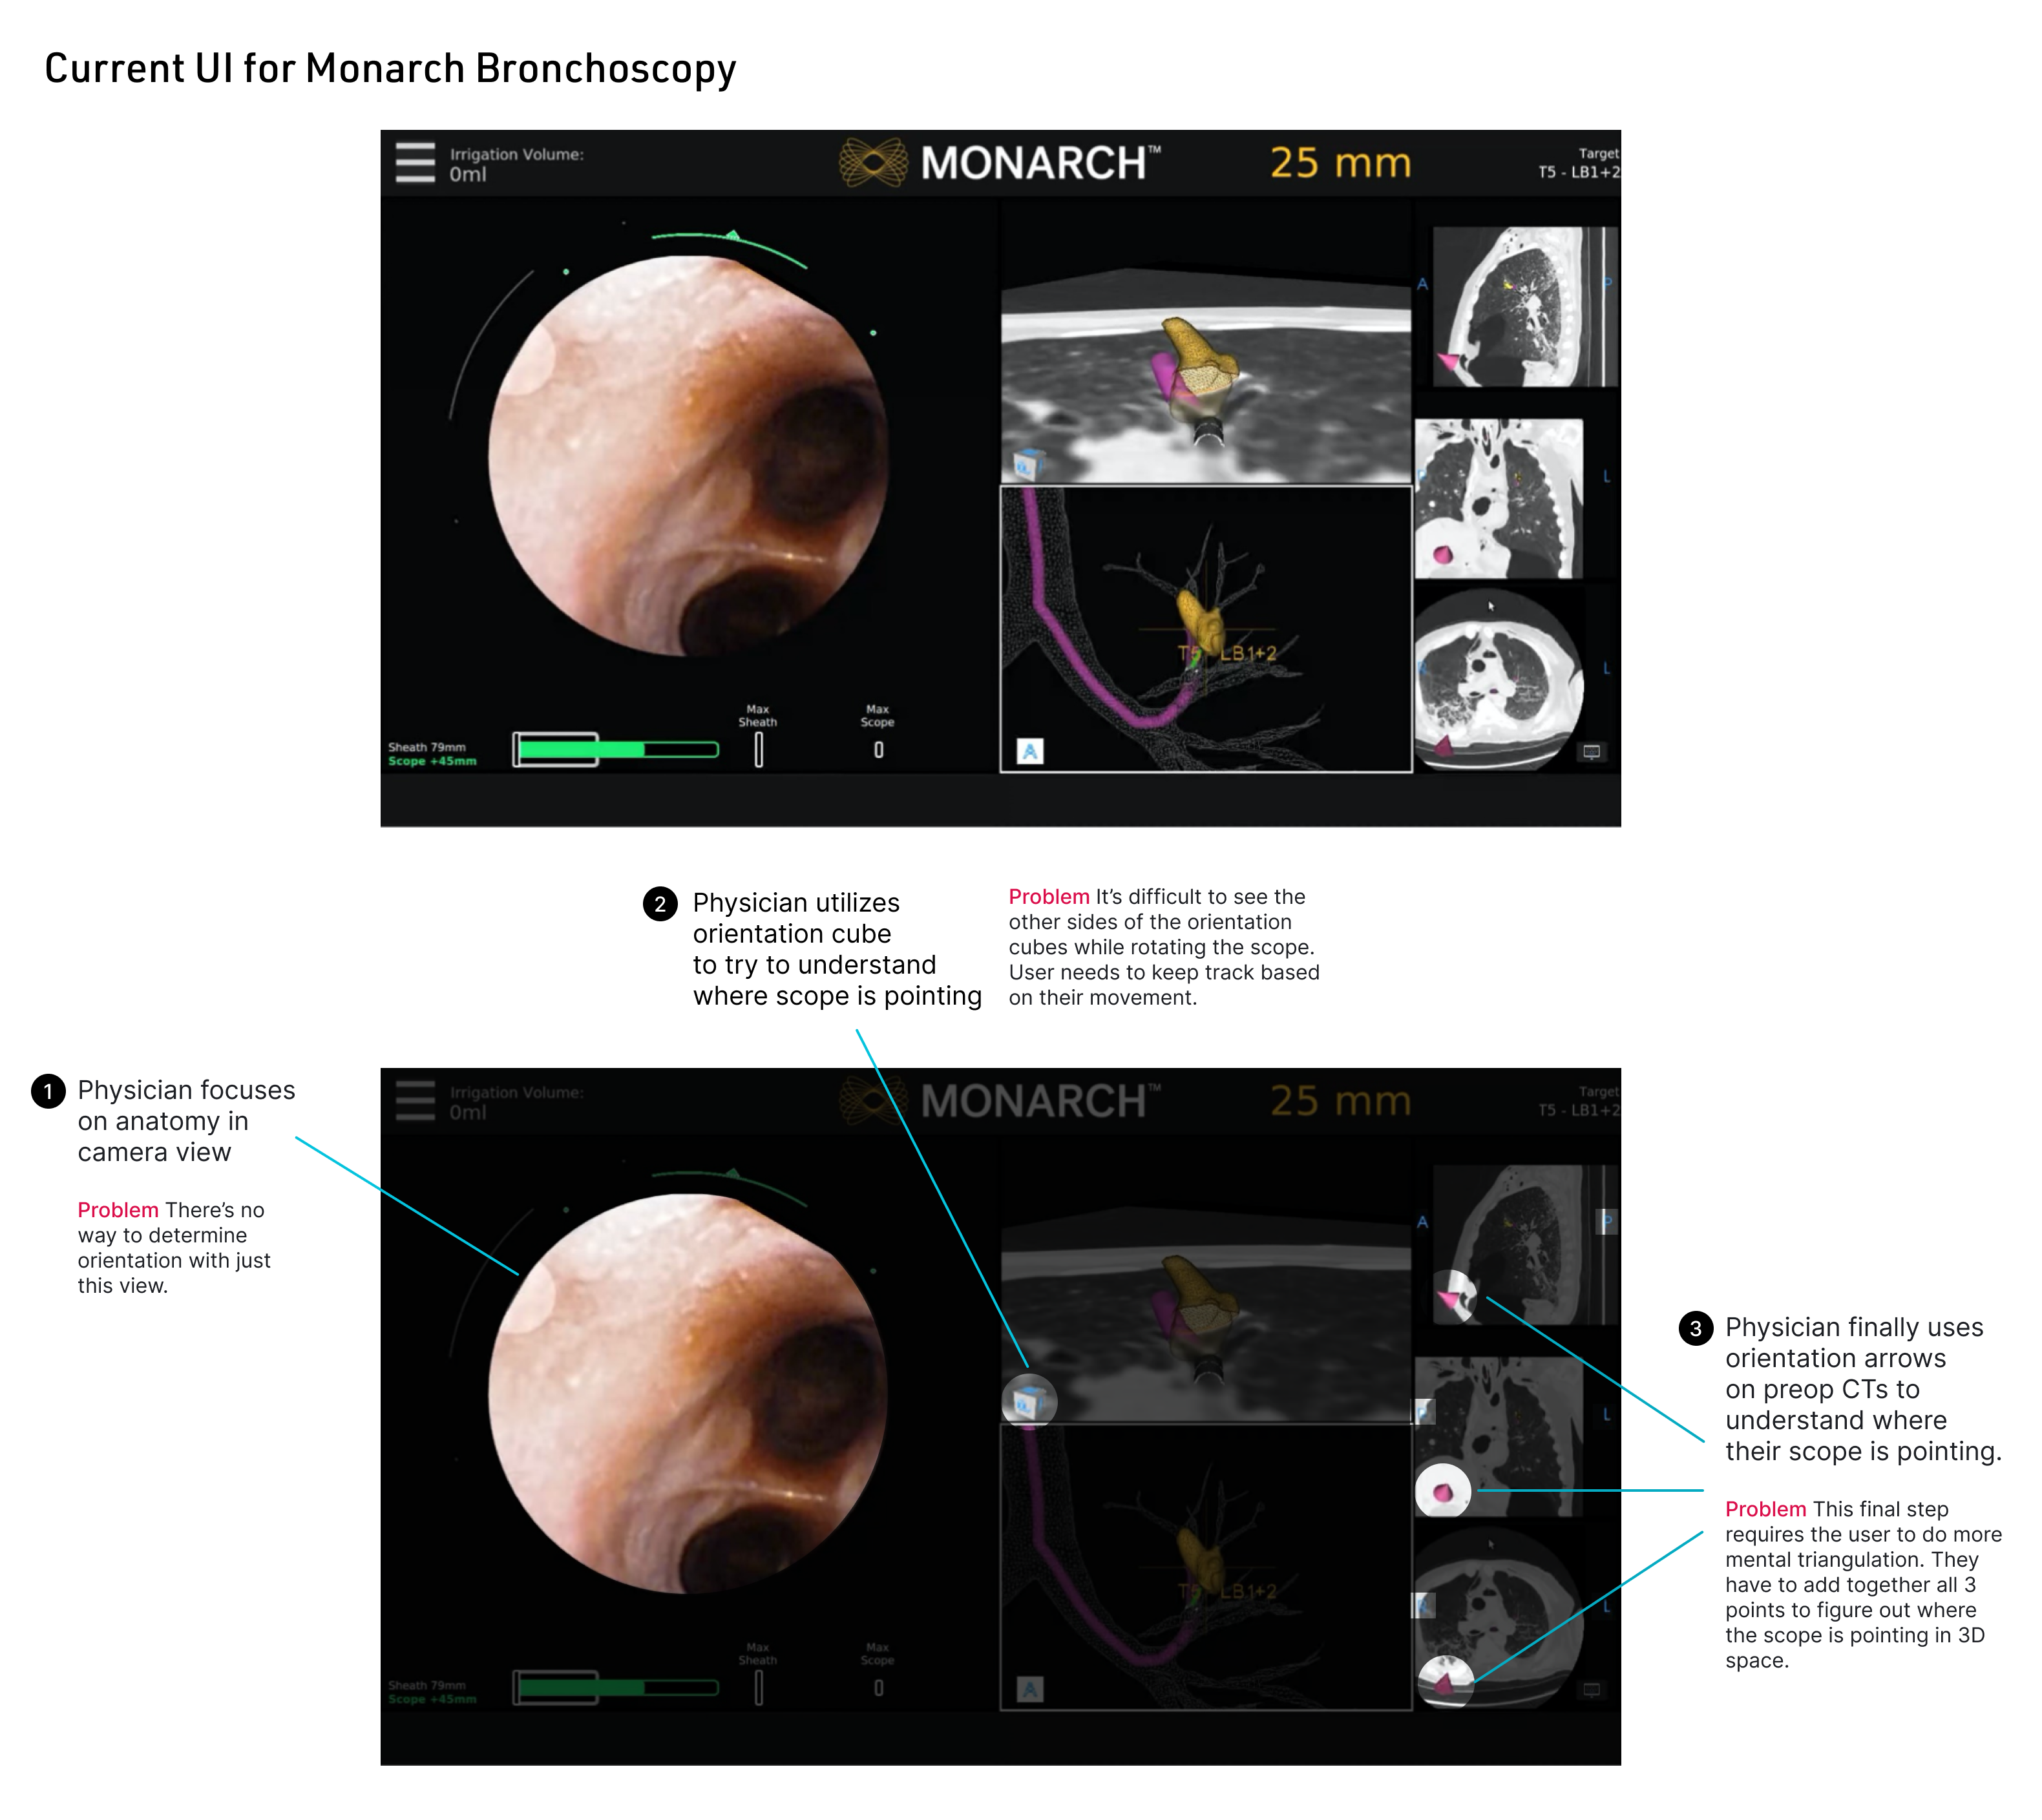 Current UI for Monarch Bronchoscopy
Irrigation Volume:
0ml
MONARCH™
25 mm
Target
T5 - LB1+2
A
P
L
T5 LB1+2
L
Max
Sheath
Max
Scope
Sheath 79mm
Scope +45mm
A
2
Physician utilizes
orientation cube
to try to understand
where scope is pointing
Problem It’s difficult to see the
other sides of the orientation
cubes while rotating the scope.
User needs to keep track based
on their movement.
1
Physician focuses
on anatomy in
camera view
Problem There’s no
way to determine
orientation with just
this view.
Irrigation Volume:
0ml
MONARCH™
25 mm
Target
T5 - LB1+2
A
P
L
T5 LB1+2
L
Max
Sheath
Max
Scope
Sheath 79mm
Scope +45mm
A
3
Physician finally uses
orientation arrows
on preop CTs to
understand where
their scope is pointing.
Problem This final step
requires the user to do more
mental triangulation. They
have to add together all 3
points to figure out where
the scope is pointing in 3D
space.